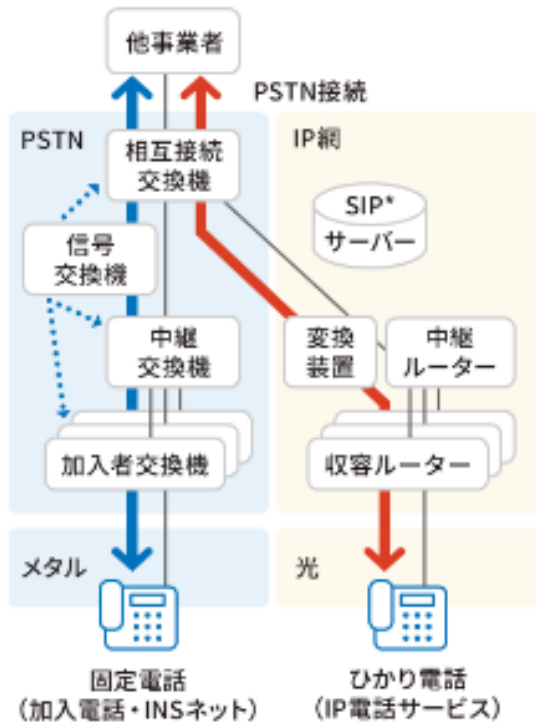 他事業者
PSTN接続
PSTN
IP網
相互接続
交換機
SIP*
サーバー
信号
交換機
中継
交換機
変換
装置
中継
ルーター
加入者交換機
収容ルーター
メタル
光
固定電話
(加入電話・INSネット)
ひかり電話
(IP電話サービス)